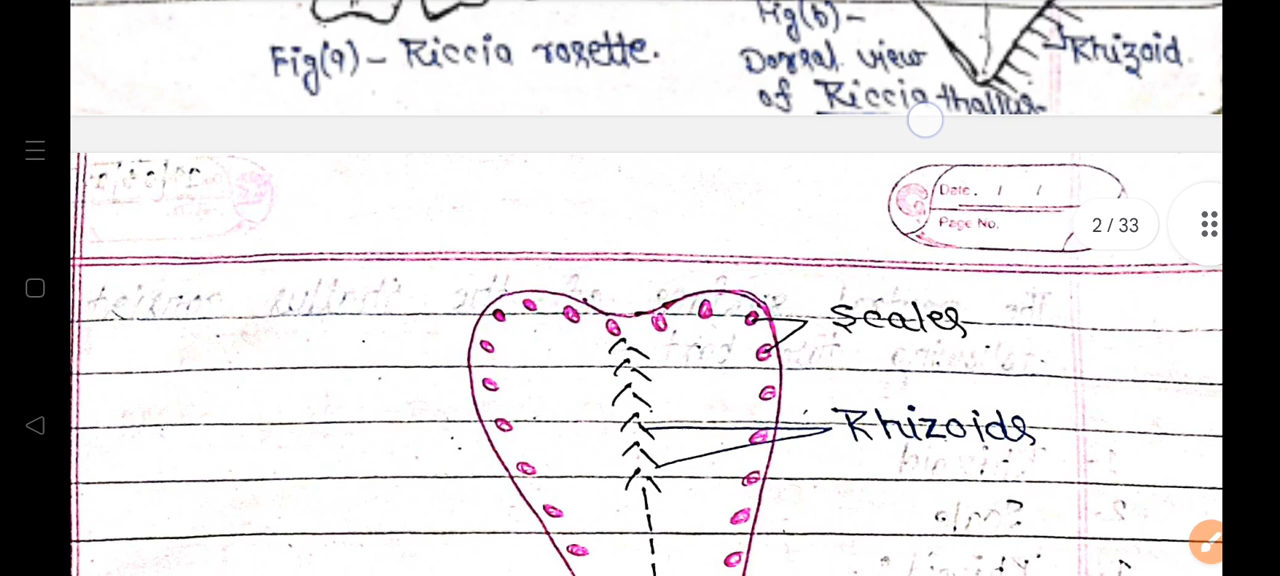 Fig(a) - Riccia rosette.
Fig(b) -
Dorsal view
of Riccia thallus
Rhizoid.
Date. / /
Page No.
2 / 33
Scales
Rhizoids